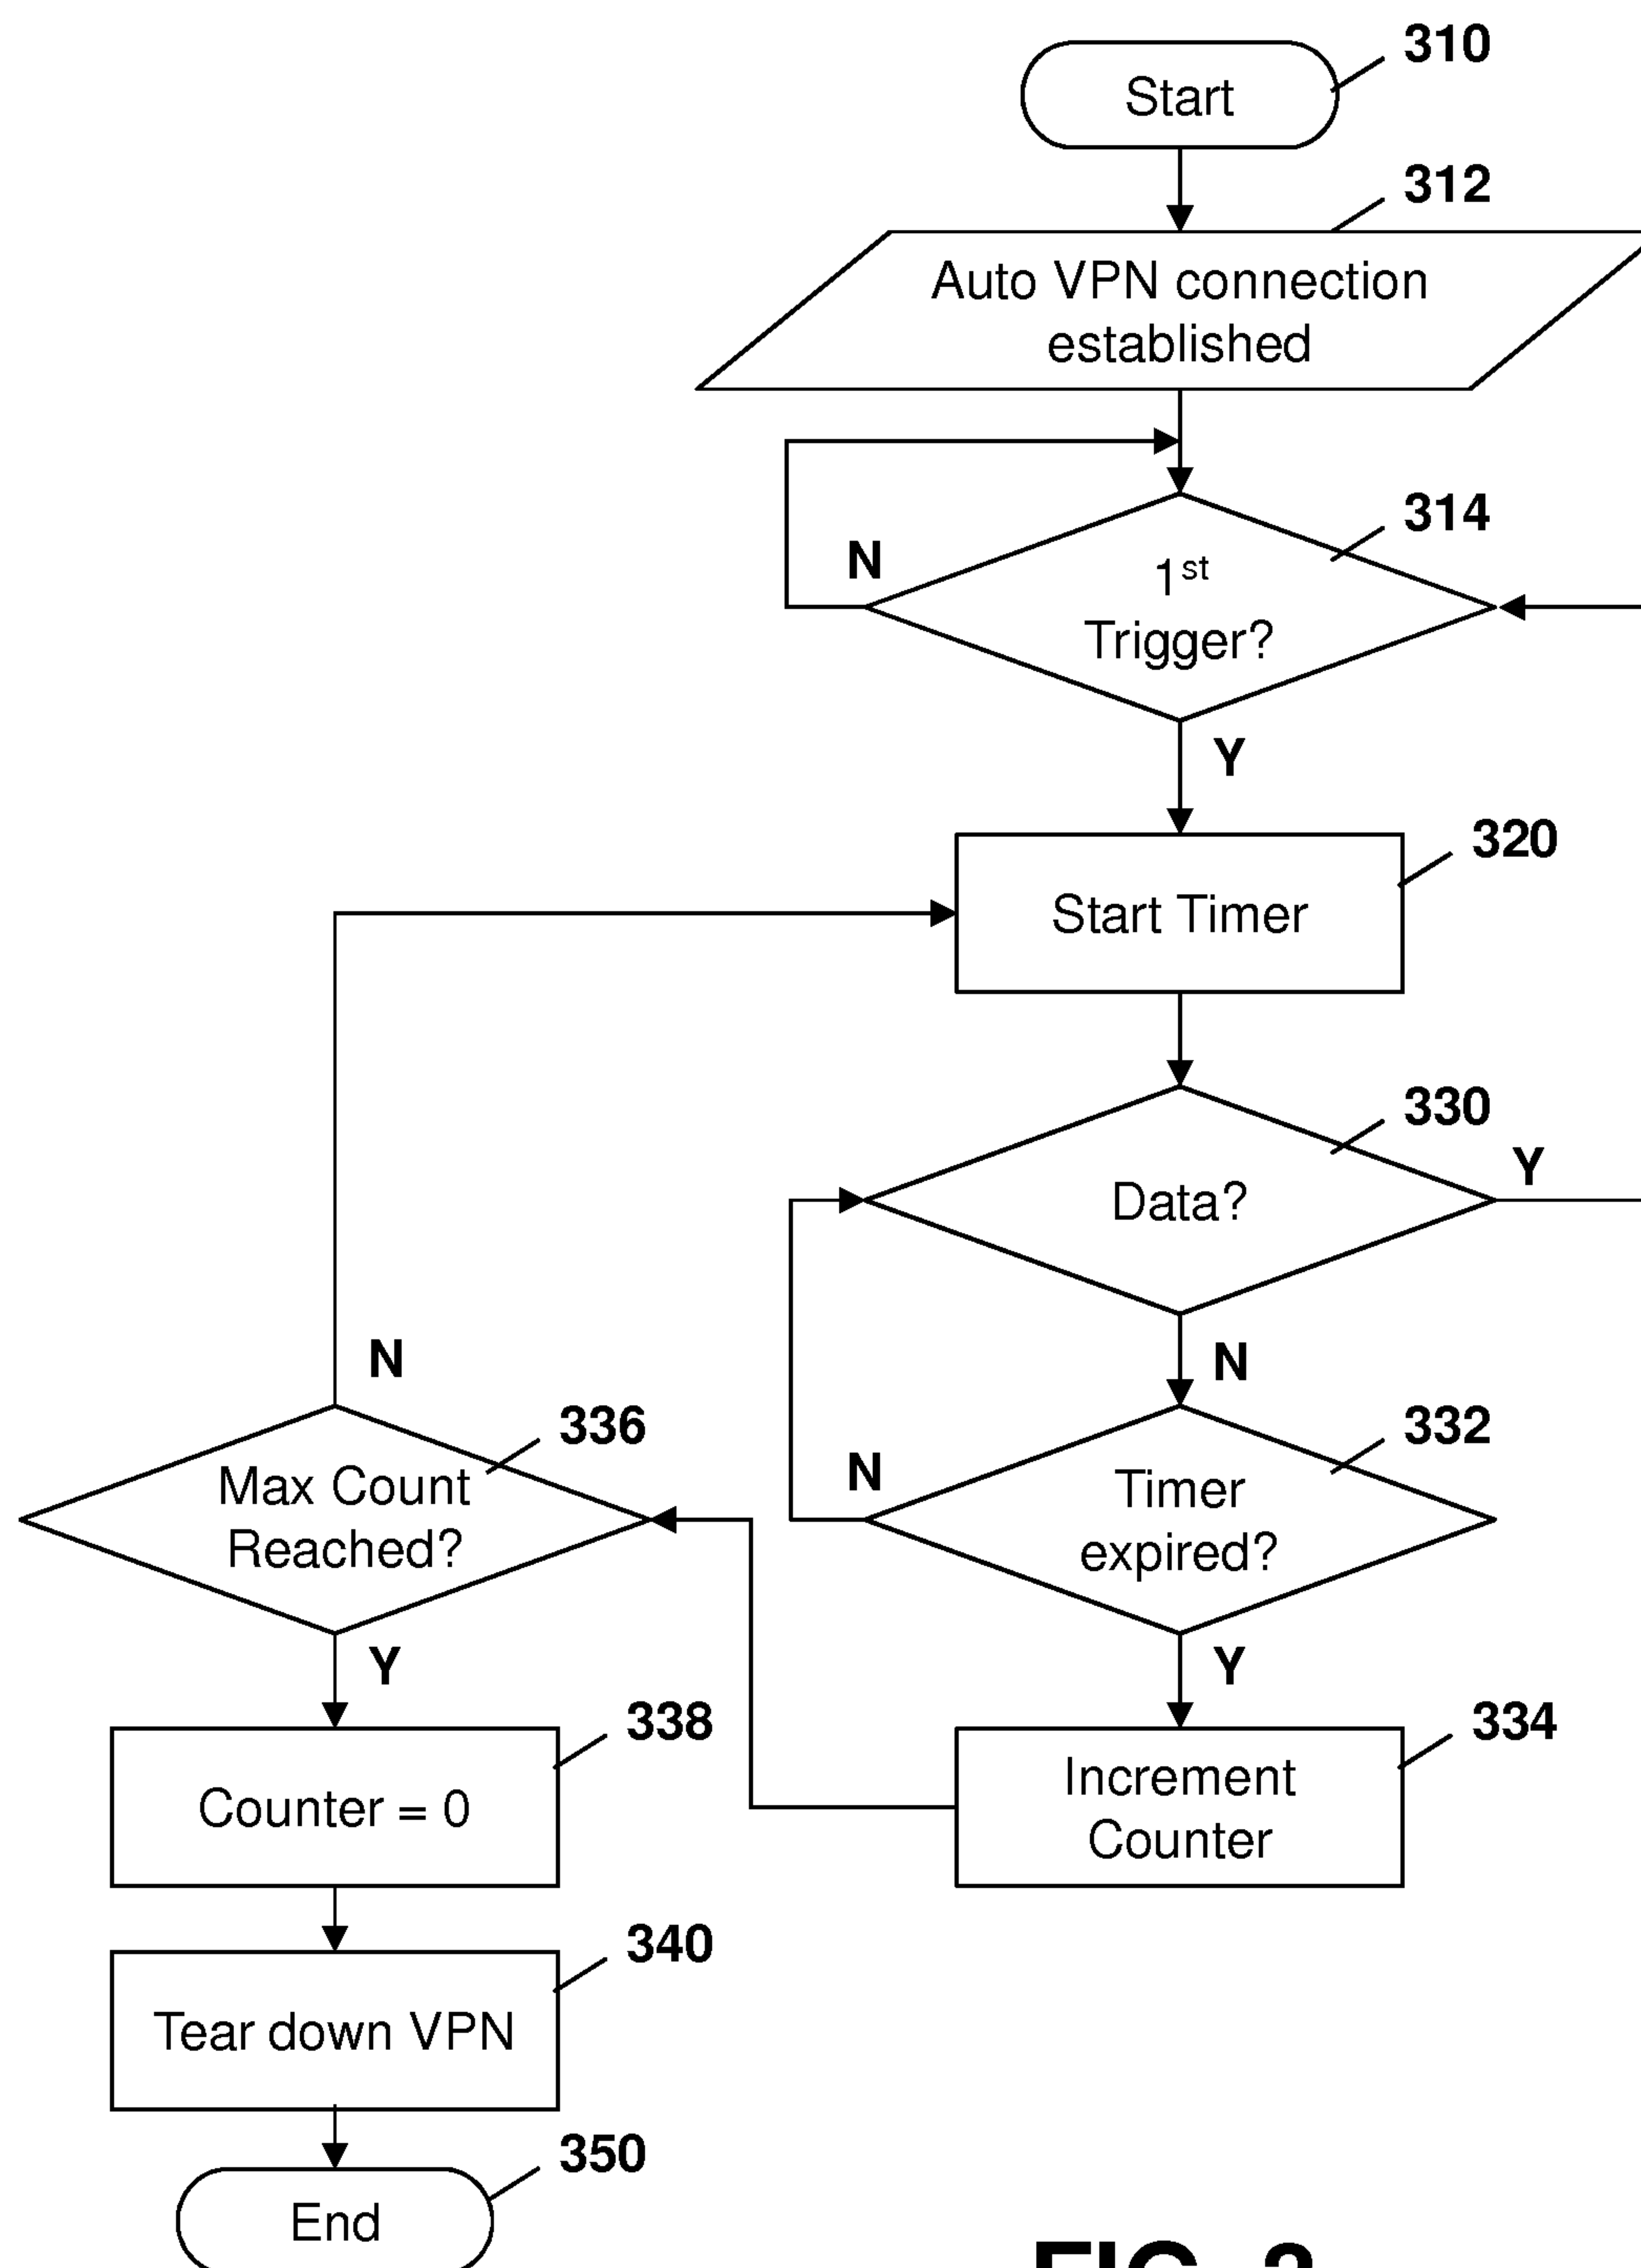 310
Start
312
Auto VPN connection
established
314
N
1st
Trigger?
Y
320
Start Timer
330
Y
Data?
N
N
336
332
Max Count
Reached?
N
Timer
expired?
Y
Y
338
334
Counter = 0
Increment
Counter
340
Tear down VPN
350
End
FIG.